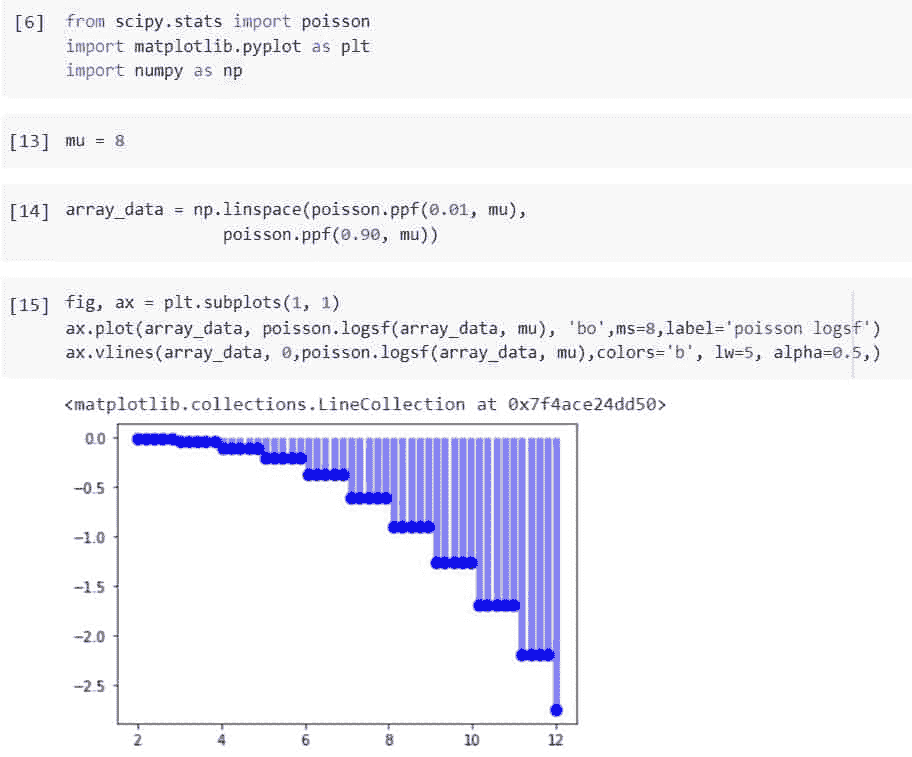 [6] from scipy.stats import poisson
import matplotlib.pyplot as plt
import numpy as np
[13] mu = 8
[14] array_data = np.linspace(poisson.ppf(0.01, mu),
poisson.ppf(0.90, mu))
[15] fig, ax = plt.subplots(1, 1)
ax.plot(array_data, poisson.logsf(array_data, mu), 'bo',ms=8,label='poisson logsf')
ax.vlines(array_data, 0,poisson.logsf(array_data, mu),colors='b', lw=5, alpha=0.5,)
<matplotlib.collections.LineCollection at 0x7f4ace24dd50>
0.0
−0.5
−1.0
−1.5
−2.0
−2.5
2 4 6 8 10 12